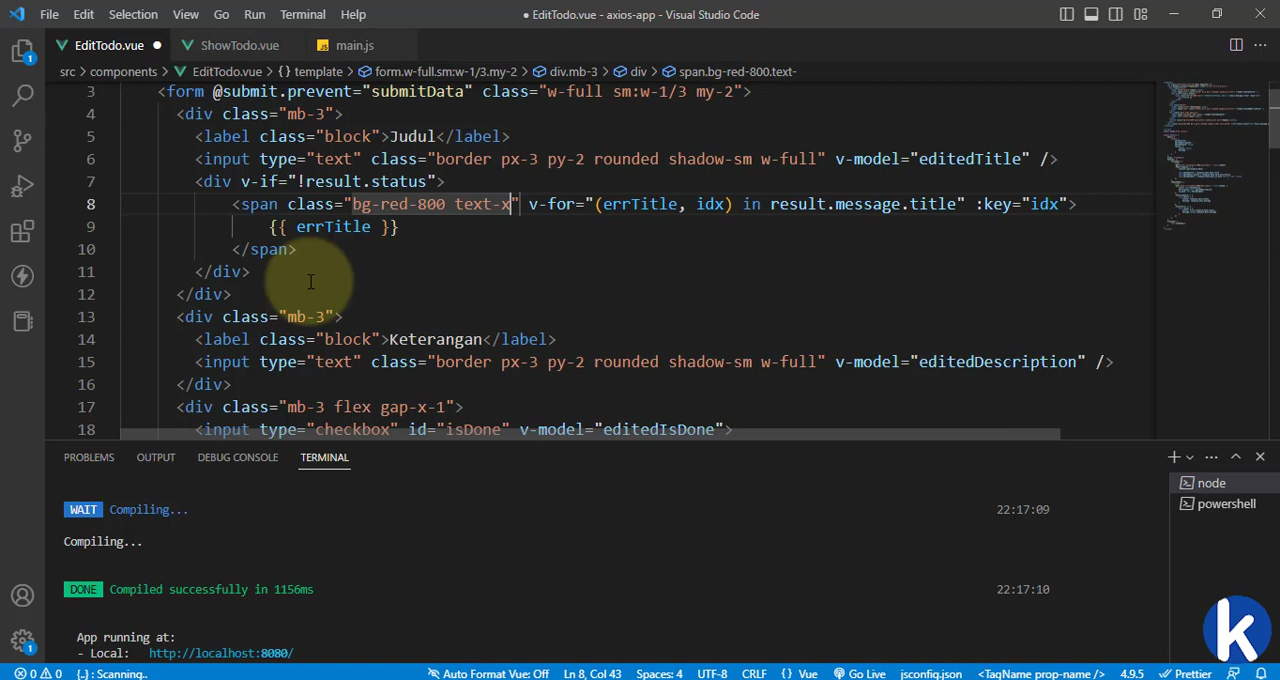 File Edit Selection View Go Run Terminal Help ● EditTodo.vue - axios-app - Visual Studio Code
EditTodo.vue ● ShowTodo.vue JS main.js
src > components > EditTodo.vue > {} template > form.w-full.sm:w-1/3.my-2 > div.mb-3 > div > span.bg-red-800.text-
3 <form @submit.prevent="submitData" class="w-full sm:w-1/3 my-2">
4 <div class="mb-3">
5 <label class="block">Judul</label>
6 <input type="text" class="border px-3 py-2 rounded shadow-sm w-full" v-model="editedTitle" />
7 <div v-if="!result.status">
8 <span class="bg-red-800 text-x" v-for="(errTitle, idx) in result.message.title" :key="idx">
9 {{ errTitle }}
10 </span>
11 </div>
12 </div>
13 <div class="mb-3">
14 <label class="block">Keterangan</label>
15 <input type="text" class="border px-3 py-2 rounded shadow-sm w-full" v-model="editedDescription" />
16 </div>
17 <div class="mb-3 flex gap-x-1">
18 <input type="checkbox" id="isDone" v-model="editedIsDone">
PROBLEMS OUTPUT DEBUG CONSOLE TERMINAL
node
powershell
WAIT Compiling... 22:17:09
Compiling...
DONE Compiled successfully in 1156ms 22:17:10
App running at:
- Local: http://localhost:8080/
k
1
1
0 0 {..} : Scanning.. Auto Format Vue: Off Ln 8, Col 43 Spaces: 4 UTF-8 CRLF {} Vue Go Live jsconfig.json <TagName prop-name /> 4.9.5 Prettier